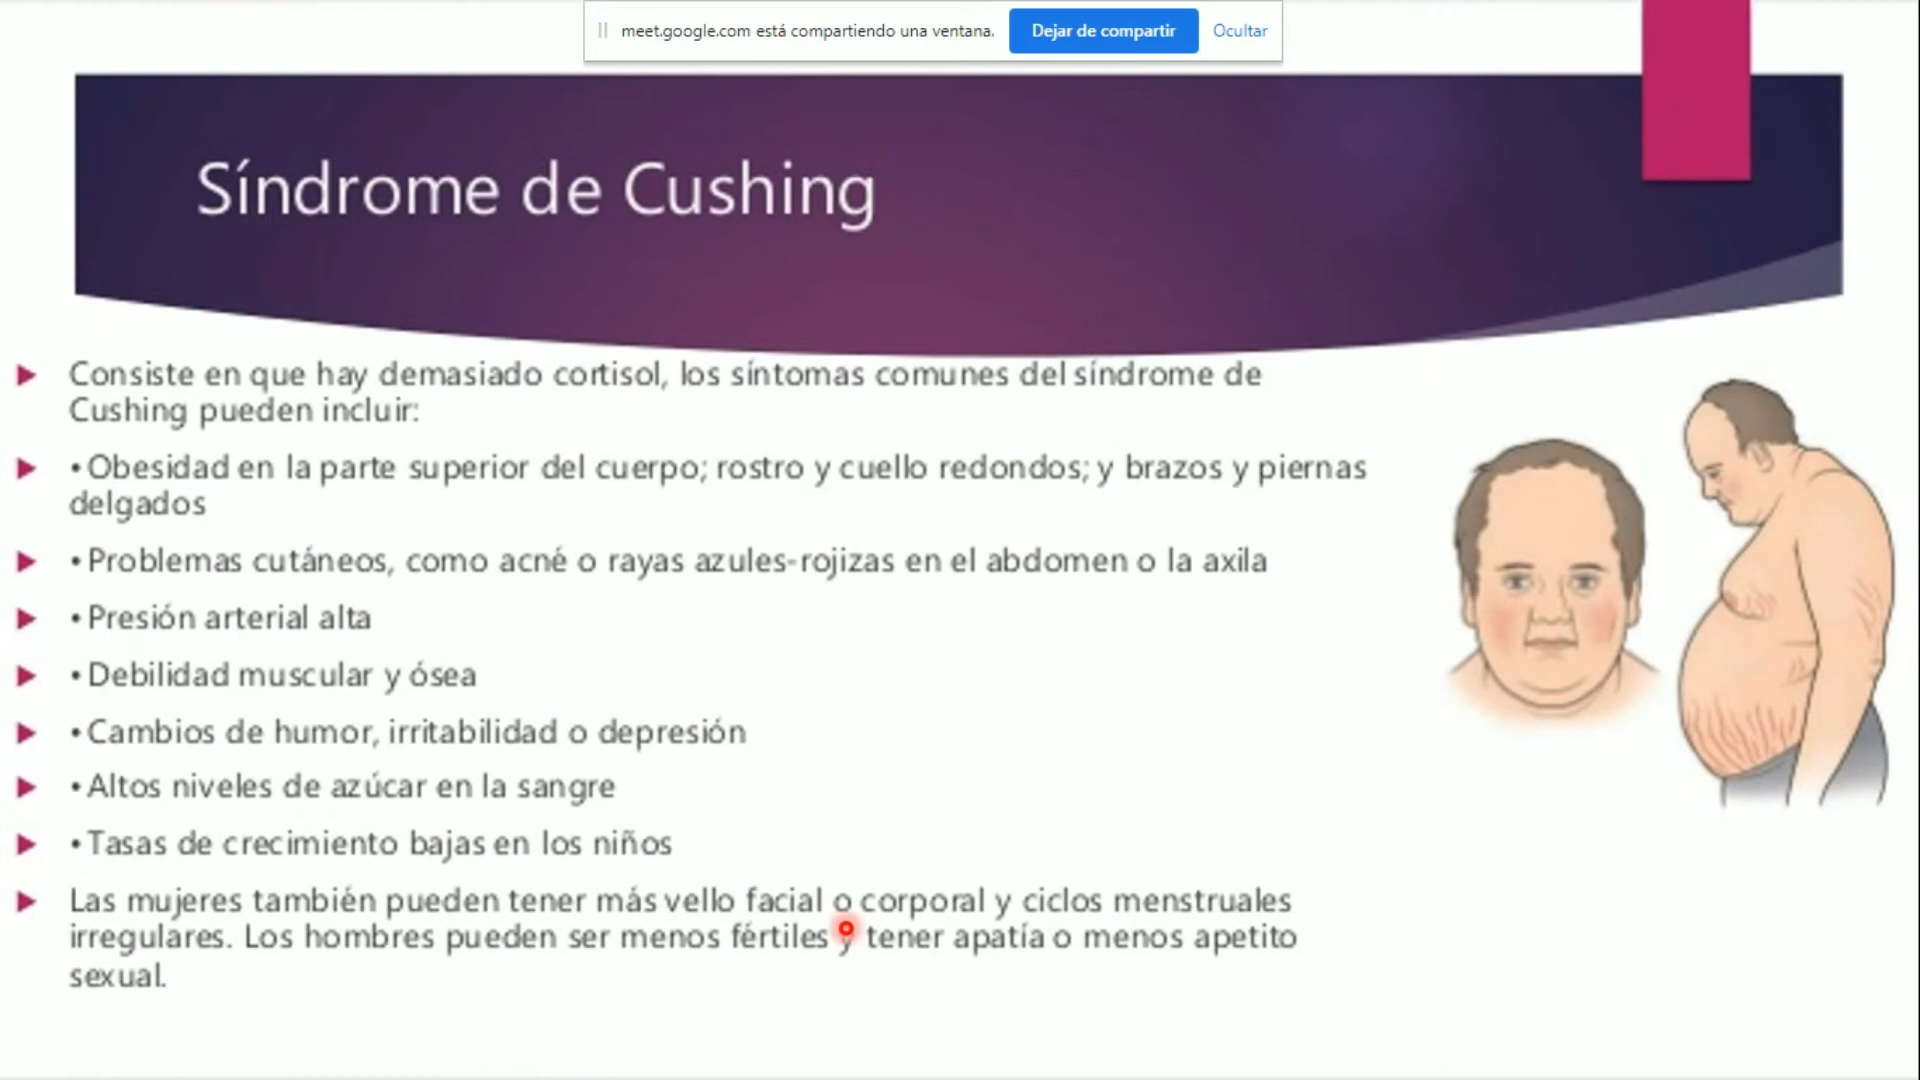 meet.google.com está compartiendo una ventana.
Dejar de compartir
Ocultar
Síndrome de Cushing
Consiste en que hay demasiado cortisol, los síntomas comunes del síndrome de
Cushing pueden incluir:
• Obesidad en la parte superior del cuerpo; rostro y cuello redondos; y brazos y piernas
delgados
• Problemas cutáneos, como acné o rayas azules-rojizas en el abdomen o la axila
• Presión arterial alta
• Debilidad muscular y ósea
• Cambios de humor, irritabilidad o depresión
• Altos niveles de azúcar en la sangre
• Tasas de crecimiento bajas en los niños
Las mujeres también pueden tener más vello facial o corporal y ciclos menstruales
irregulares. Los hombres pueden ser menos fértiles y tener apatía o menos apetito
sexual.